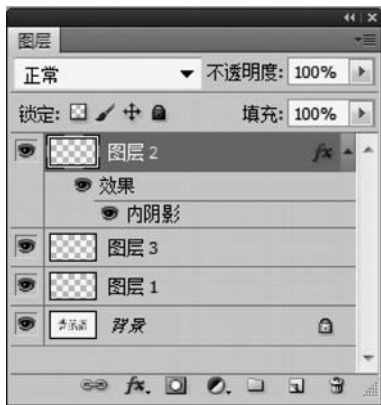 图层
正常 不透明度: 100%
锁定: 填充: 100%
图层 2 fx
效果
内阴影
图层 3
图层 1
背景
fx.